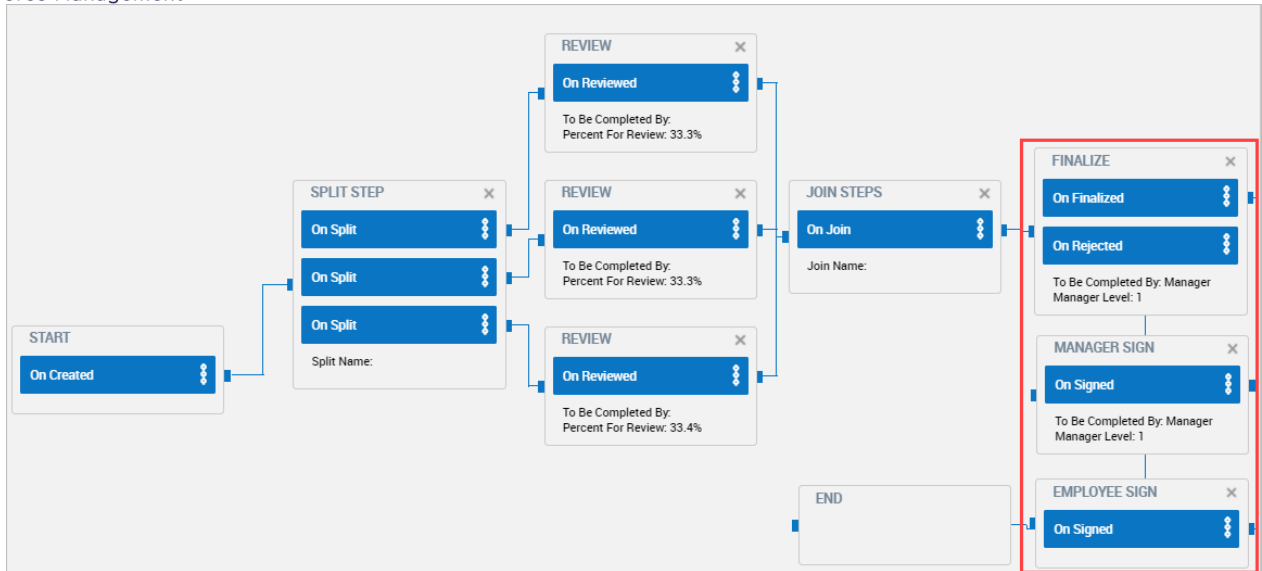 REVIEW
On Reviewed
To Be Completed By:
Percent For Review: 33.3%
FINALIZE
On Finalized
On Rejected
To Be Completed By: Manager
Manager Level: 1
SPLIT STEP
On Split
On Split
On Split
Split Name:
REVIEW
On Reviewed
To Be Completed By:
Percent For Review: 33.3%
JOIN STEPS
On Join
Join Name:
START
On Created
REVIEW
On Reviewed
To Be Completed By:
Percent For Review: 33.4%
MANAGER SIGN
On Signed
To Be Completed By: Manager
Manager Level: 1
END
EMPLOYEE SIGN
On Signed